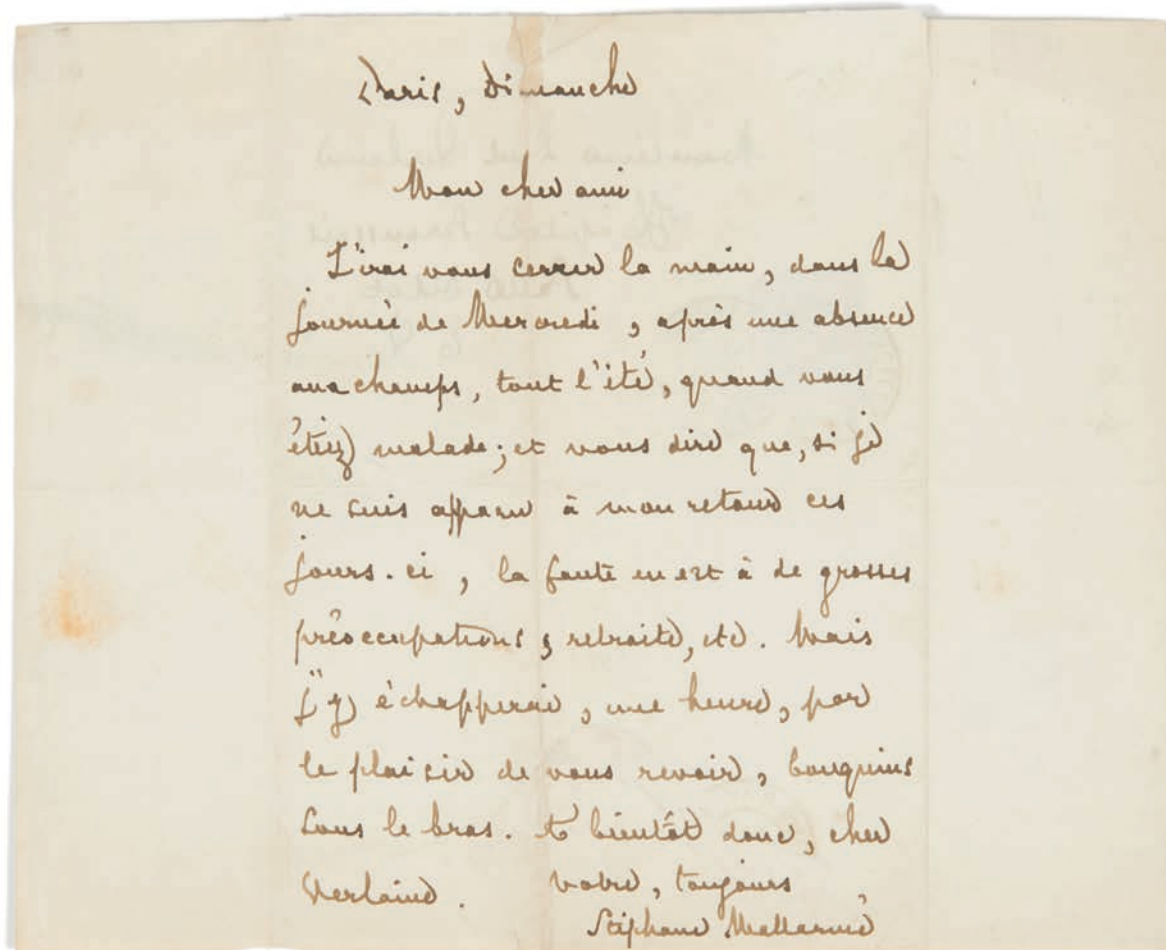 Paris, Dimanche
Mon cher ami
J'irai vous serrer la main, dans la
journée de Mercredi, après une absence
aux champs, tout l'été, quand vous
étiez malade; et vous dire que, si je
ne suis apparu à mon retour ces
jours-ci, la faute en est à de grosses
préoccupations, retraite, etc. Mais
j'y échapperai, une heure, par
le plaisir de vous revoir, bouquins
sous le bras. À bientôt donc, cher
Verlaine. Votre, toujours,
Stéphane Mallarmé